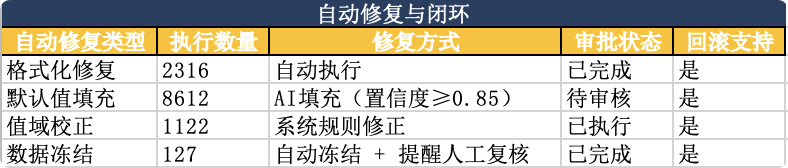 自动修复与闭环
自动修复类型 执行数量 修复方式 审批状态 回滚支持
格式化修复 2316 自动执行 已完成 是
默认值填充 8612 AI填充（置信度≥0.85） 待审核 是
值域校正 1122 系统规则修正 已执行 是
数据冻结 127 自动冻结 + 提醒人工复核 已完成 是